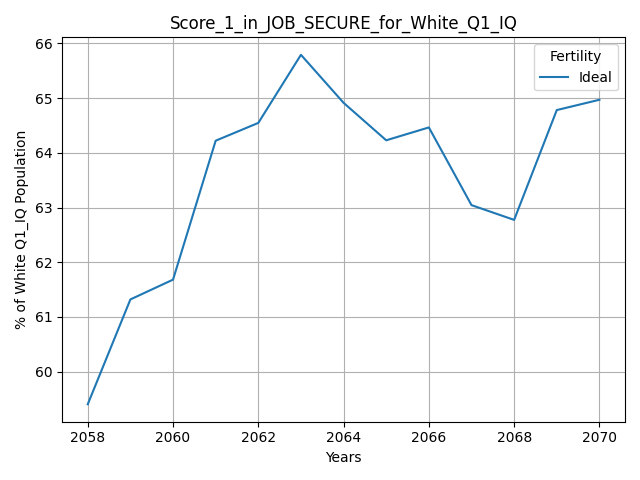 Score_1_in_JOB_SECURE_for_White_Q1_IQ
Fertility
Ideal
% of White Q1_IQ Population
66
65
64
63
62
61
60
2058 2060 2062 2064 2066 2068 2070
Years